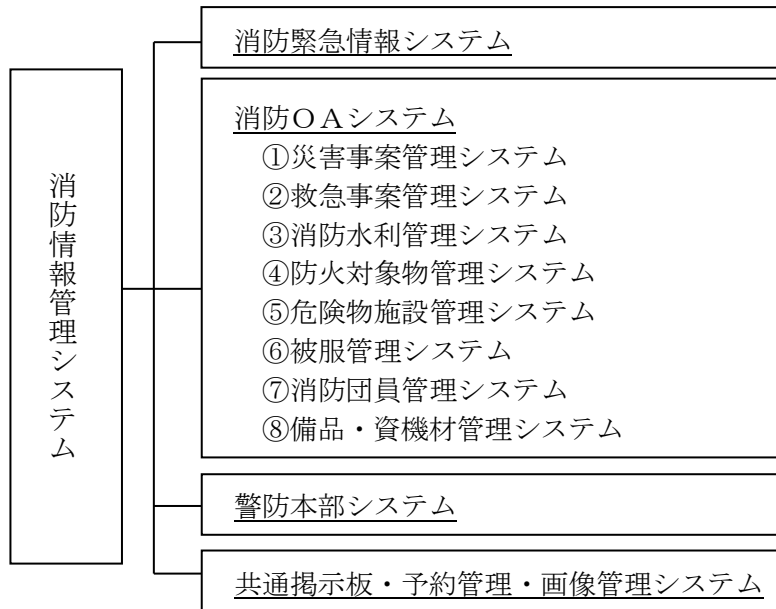 消防情報管理システム
消防緊急情報システム
消防ＯＡシステム
①災害事案管理システム
②救急事案管理システム
③消防水利管理システム
④防火対象物管理システム
⑤危険物施設管理システム
⑥被服管理システム
⑦消防団員管理システム
⑧備品・資機材管理システム
警防本部システム
共通掲示板・予約管理・画像管理システム